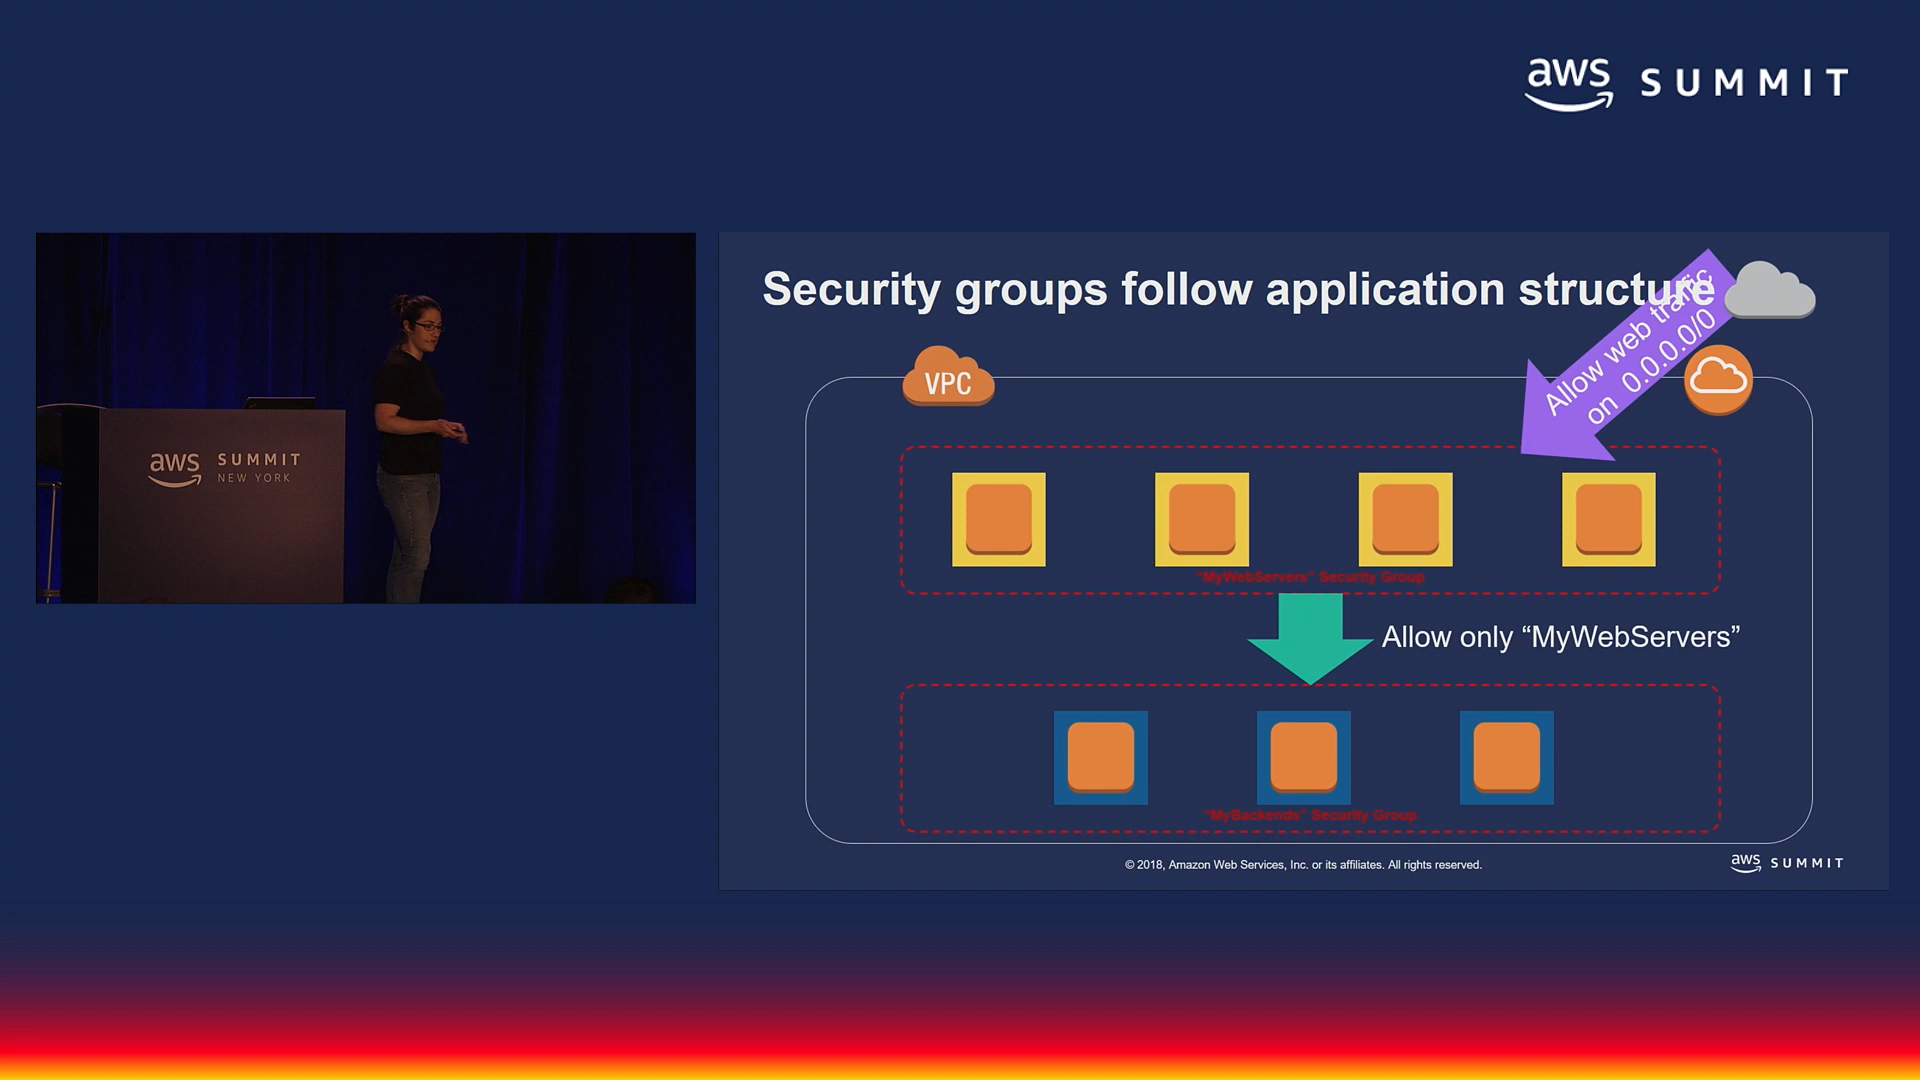 aws SUMMIT
aws SUMMIT
NEW YORK
Security groups follow application structure
Allow web traffic
on 0.0.0.0/0
VPC
"MyWebServers" Security Group
Allow only “MyWebServers”
"MyBackends" Security Group
© 2018, Amazon Web Services, Inc. or its affiliates. All rights reserved.
aws SUMMIT